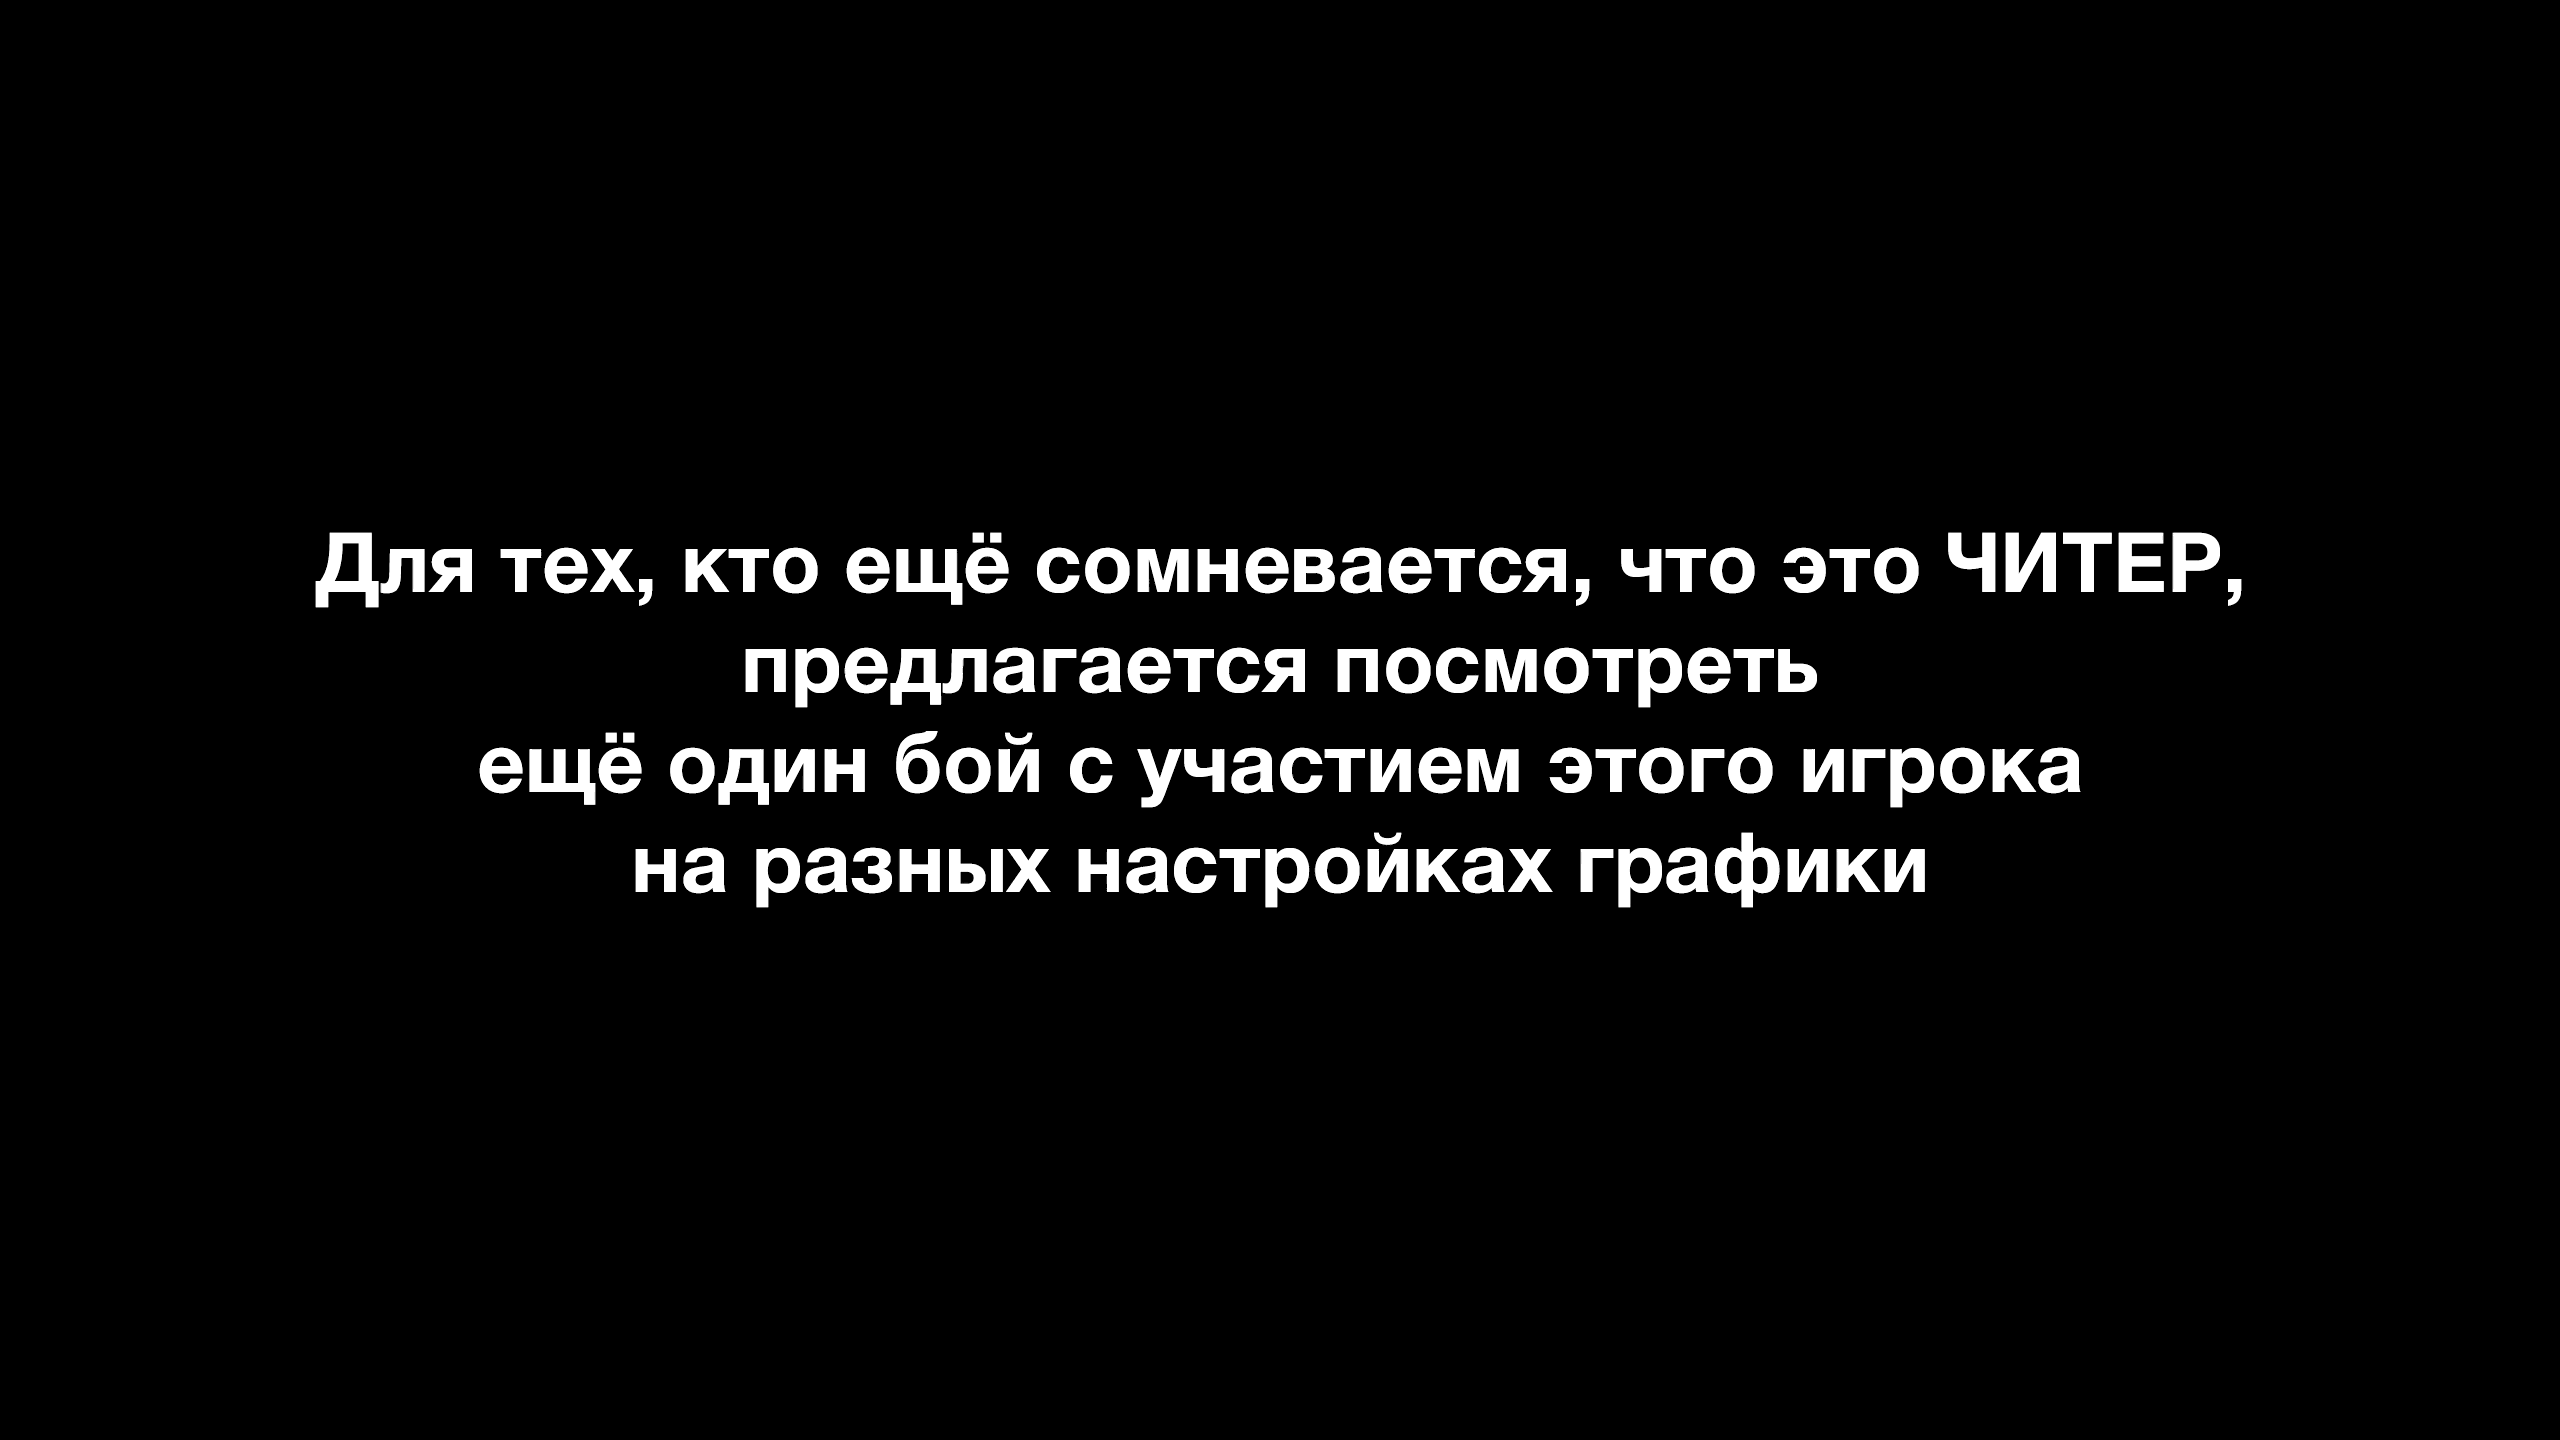 Для тех, кто ещё сомневается, что это ЧИТЕР,
предлагается посмотреть
ещё один бой с участием этого игрока
на разных настройках графики